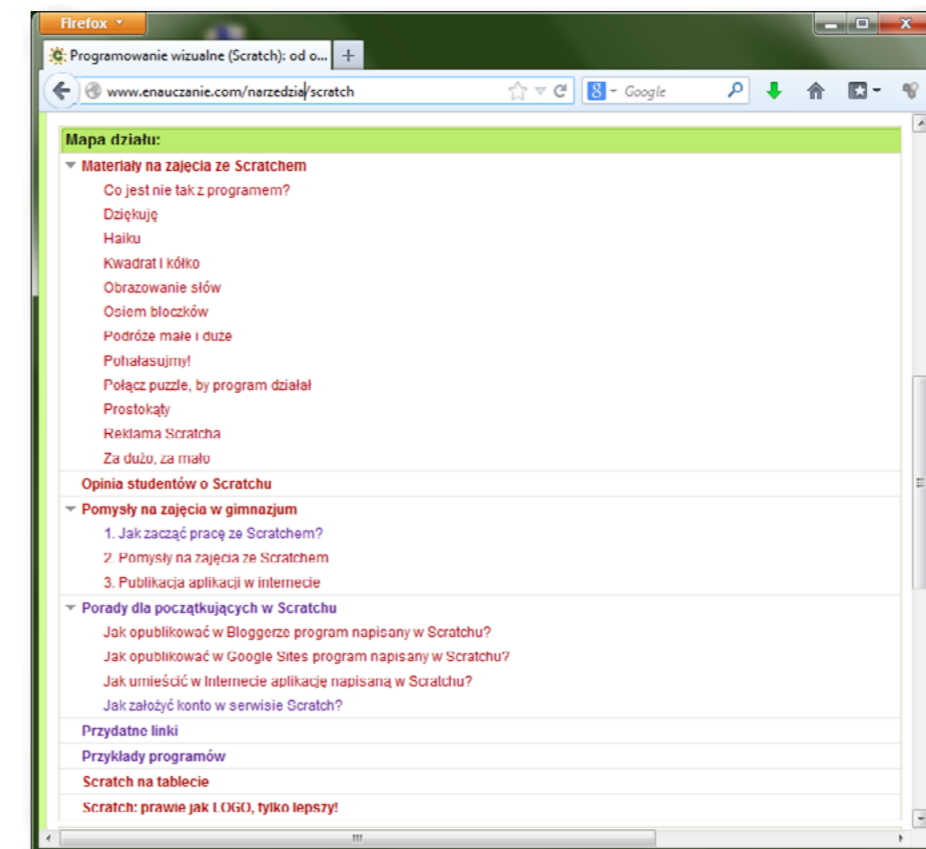 Firefox
Programowanie wizualne (Scratch): od o...
www.enauczanie.com/narzedzia/scratch
8 - Google
Mapa działu:
Materiały na zajęcia ze Scratchem
Co jest nie tak z programem?
Dziękuję
Haiku
Kwadrat i kółko
Obrazowanie słów
Osiem bloczków
Podróże małe i duże
Pohałasujmy!
Połącz puzzle, by program działał
Prostokąty
Reklama Scratcha
Za dużo, za mało
Opinia studentów o Scratchu
Pomysły na zajęcia w gimnazjum
1. Jak zacząć pracę ze Scratchem?
2. Pomysły na zajęcia ze Scratchem
3. Publikacja aplikacji w internecie
Porady dla początkujących w Scratchu
Jak opublikować w Bloggerze program napisany w Scratchu?
Jak opublikować w Google Sites program napisany w Scratchu?
Jak umieścić w Internecie aplikację napisaną w Scratchu?
Jak założyć konto w serwisie Scratch?
Przydatne linki
Przykłady programów
Scratch na tablecie
Scratch: prawie jak LOGO, tylko lepszy!